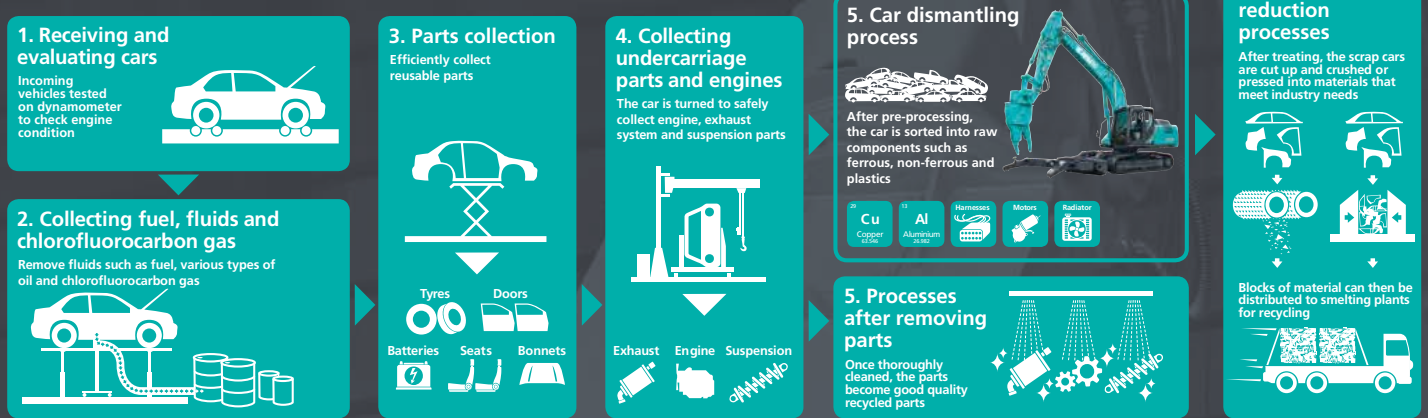 1. Receiving and
evaluating cars
Incoming
vehicles tested
on dynamometer
to check engine
condition
2. Collecting fuel, fluids and
chlorofluorocarbon gas
Remove fluids such as fuel, various types of
oil and chlorofluorocarbon gas
3. Parts collection
Efficiently collect
reusable parts
Tyres
Doors
Batteries
Seats
Bonnets
4. Collecting
undercarriage
parts and engines
The car is turned to safely
collect engine, exhaust
system and suspension parts
Exhaust
Engine
Suspension
5. Car dismantling
process
After pre-processing,
the car is sorted into raw
components such as
ferrous, non-ferrous and
plastics
29
Cu
Copper
63.546
13
Al
Aluminium
26.982
Harnesses
Motors
Radiator
5. Processes
after removing
parts
Once thoroughly
cleaned, the parts
become good quality
recycled parts
reduction
processes
After treating, the scrap cars
are cut up and crushed or
pressed into materials that
meet industry needs
Blocks of material can then be
distributed to smelting plants
for recycling